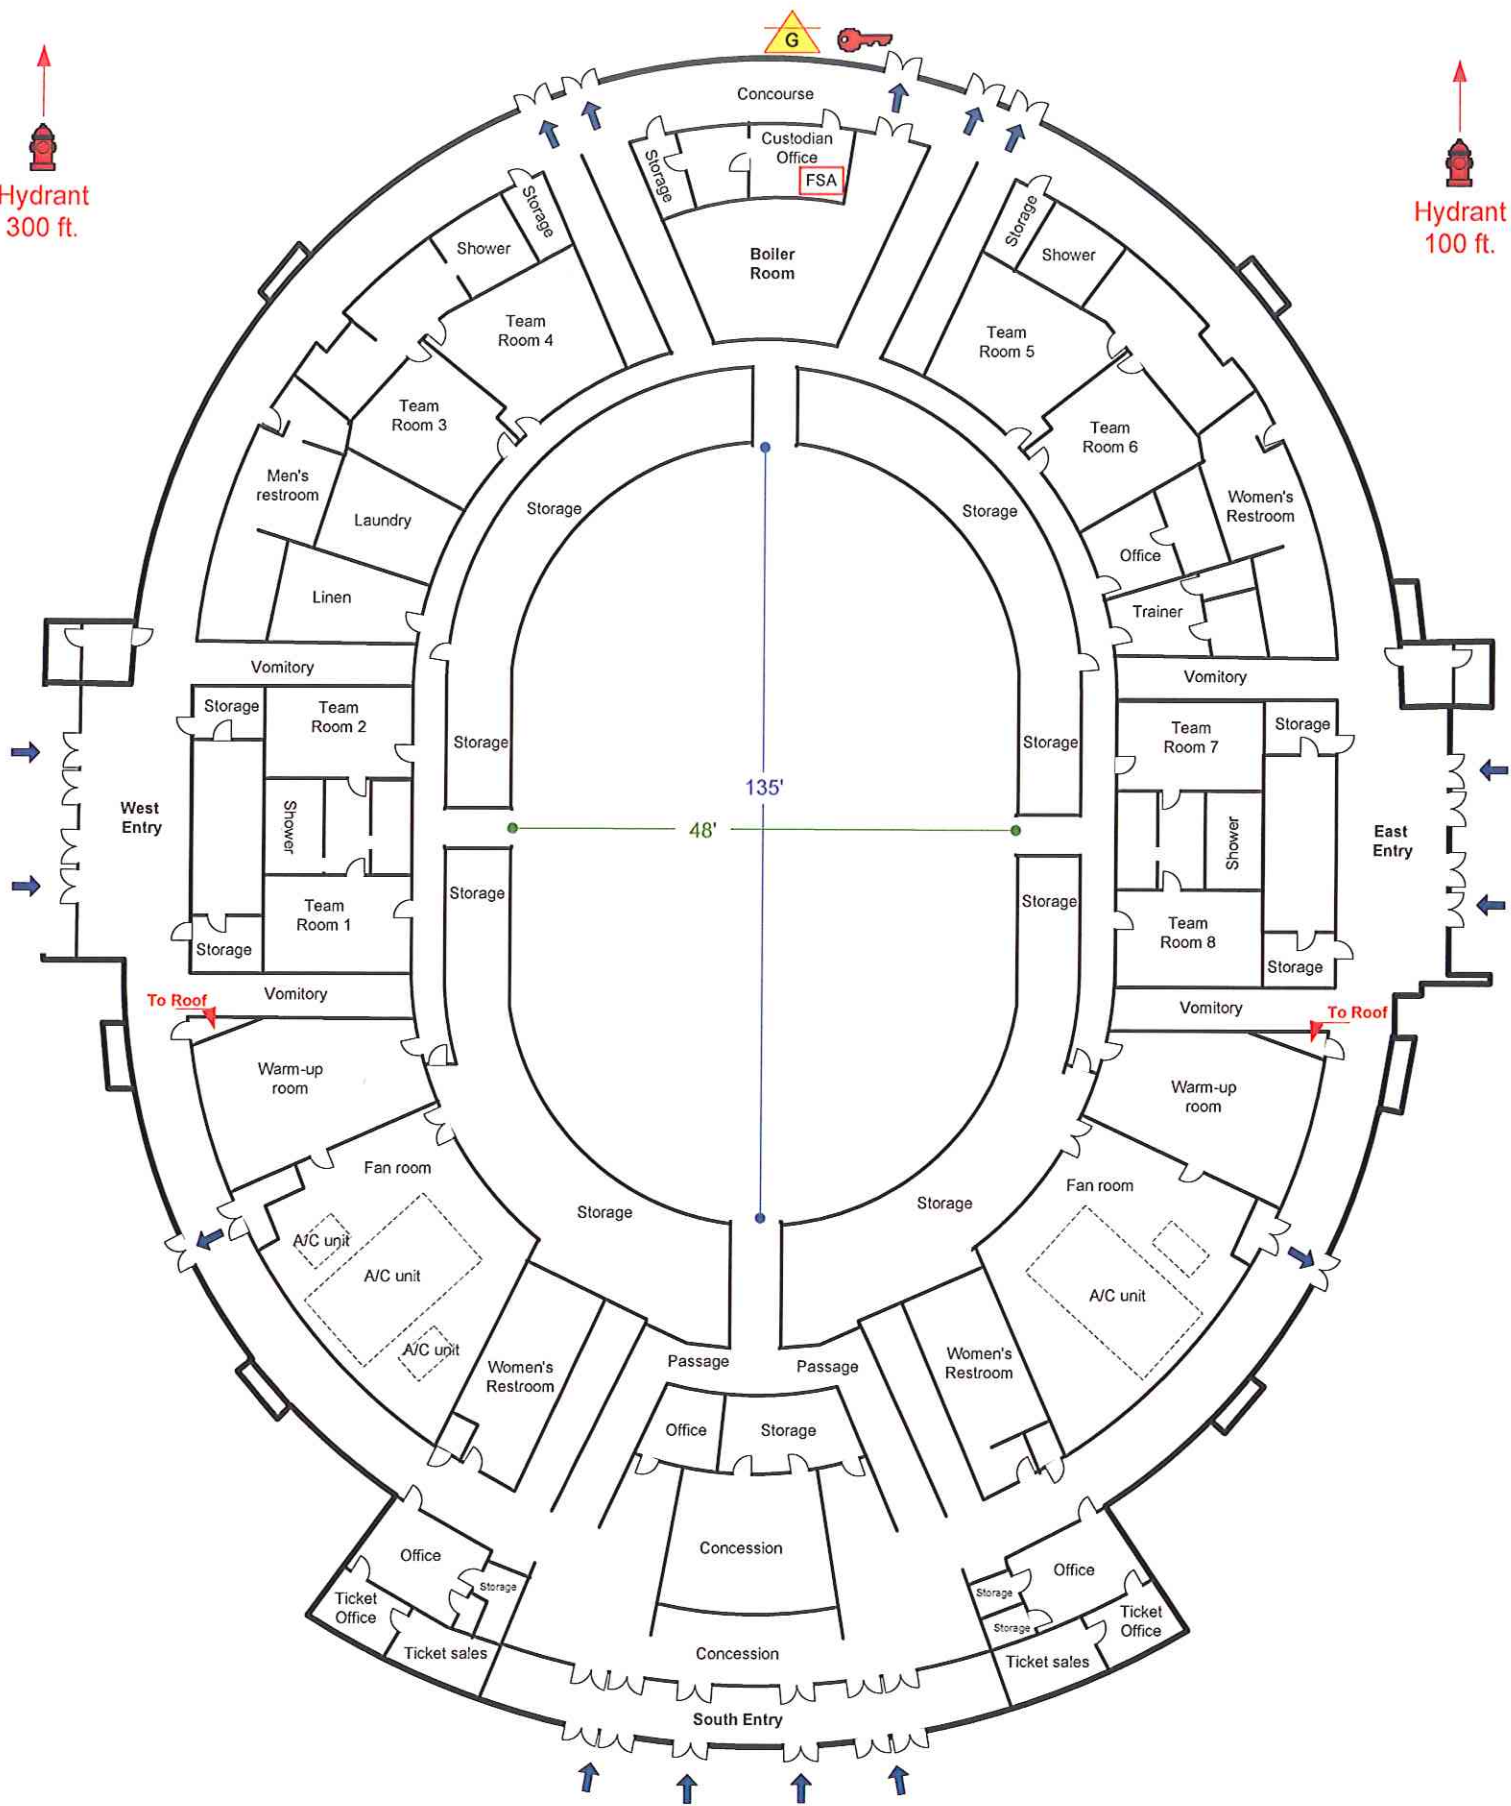 G
Concourse
Hydrant
300 ft.
Hydrant
100 ft.
Storage
Custodian
Office
FSA
Storage
Shower
Boiler
Room
Storage
Shower
Team
Room 4
Team
Room 5
Team
Room 3
Team
Room 6
Men's
restroom
Laundry
Storage
Storage
Women's
Restroom
Office
Linen
Trainer
Vomitory
Vomitory
Storage
Team
Room 2
Storage
Storage
Team
Room 7
Storage
135'
West
Entry
Shower
48'
Shower
East
Entry
Storage
Storage
Team
Room 1
Storage
Team
Room 8
Storage
Vomitory
Vomitory
To Roof
To Roof
Warm-up
room
Warm-up
room
Fan room
Fan room
Storage
Storage
A/C unit
A/C unit
A/C unit
A/C unit
Women's
Restroom
Passage
Passage
Women's
Restroom
Office
Storage
Office
Storage
Concession
Office
Storage
Storage
Ticket
Office
Ticket
Office
Ticket sales
Concession
Ticket sales
South Entry